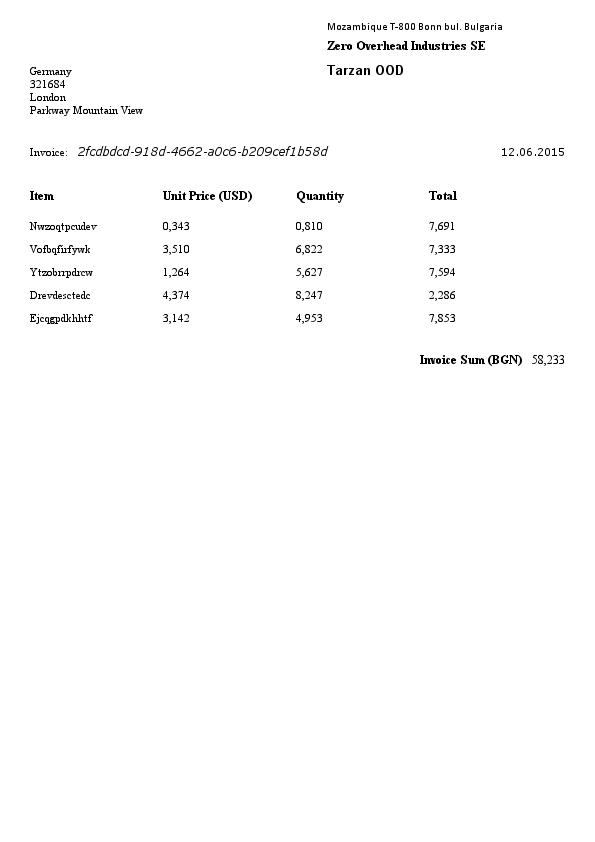 Mozambique T-800 Bonn bul. Bulgaria
Zero Overhead Industries SE
Tarzan OOD
Germany
321684
London
Parkway Mountain View
Invoice: 2fcdbdcd-918d-4662-a0c6-b209cef1b58d 12.06.2015
Item Unit Price (USD) Quantity Total
Nwzoqtpcudev 0,343 0,810 7,691
Vofbqfirfywk 3,510 6,822 7,333
Ytzobrrpdrcw 1,264 5,627 7,594
Drevdesctedc 4,374 8,247 2,286
Ejcqgpdkhhtf 3,142 4,953 7,853
Invoice Sum (BGN) 58,233